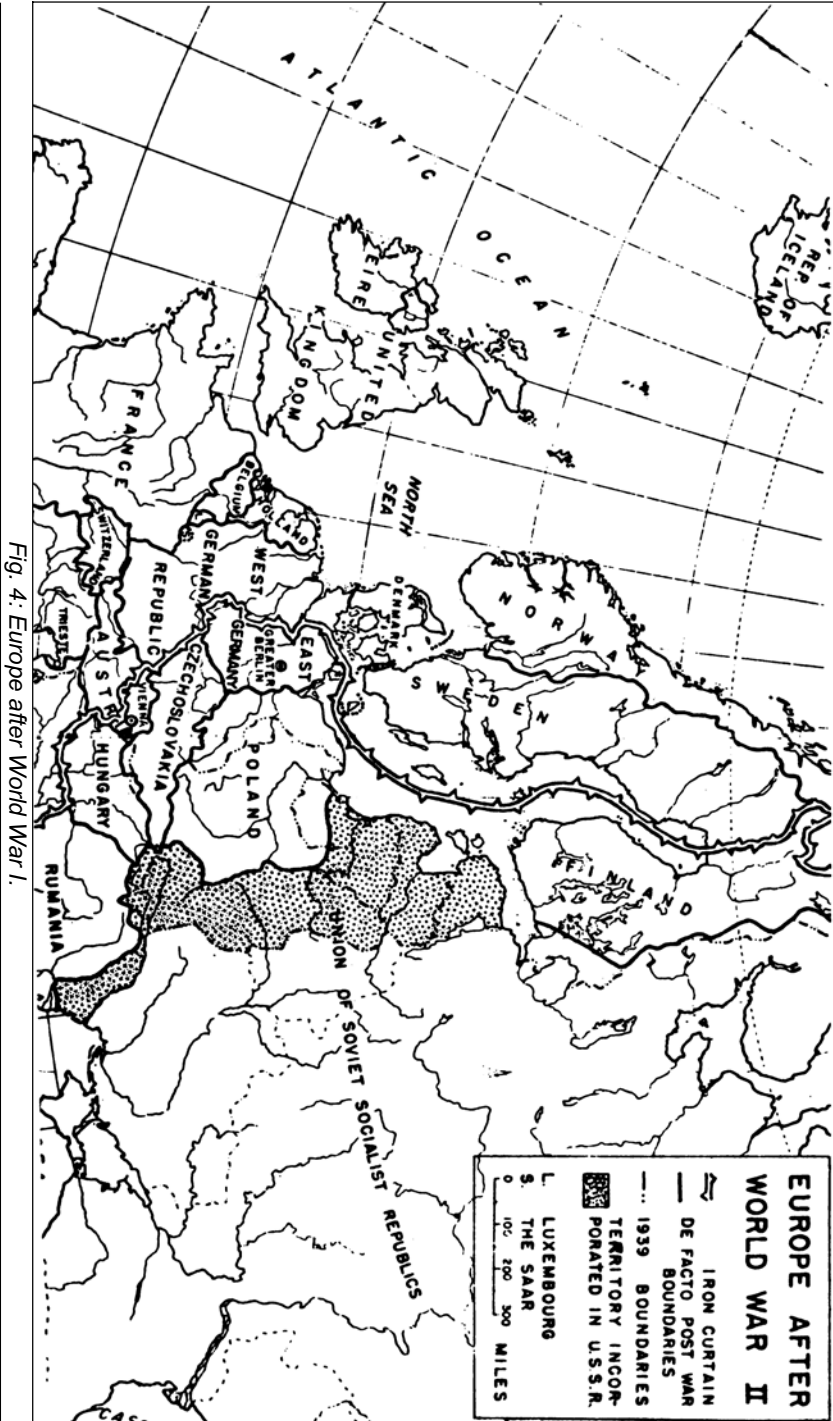 EUROPE AFTER
WORLD WAR II
IRON CURTAIN
DE FACTO POST WAR
BOUNDARIES
1939 BOUNDARIES
TERRITORY INCOR-
PORATED IN U.S.S.R.
L. LUXEMBOURG
S. THE SAAR
0 100 200 300 MILES
REP OF
ICELAND
ATLANTIC OCEAN
NORTH
SEA
NORWA
SWEDEN
FINLAND
EIRE
UNITED
KINGDOM
DENMARK
BELGIUM
WEST
GERMAN
REPUBLIC
EAST
GERMANY
GREATER
BERLIN
POLAND
UNION OF SOVIET SOCIALIST REPUBLICS
FRANCE
SWITZERLAND
CZECHOSLOVAKIA
VIENNA
AUSTR
HUNGARY
TRIESTE
RUMANIA
CASP
Fig. 4: Europe after World War I.